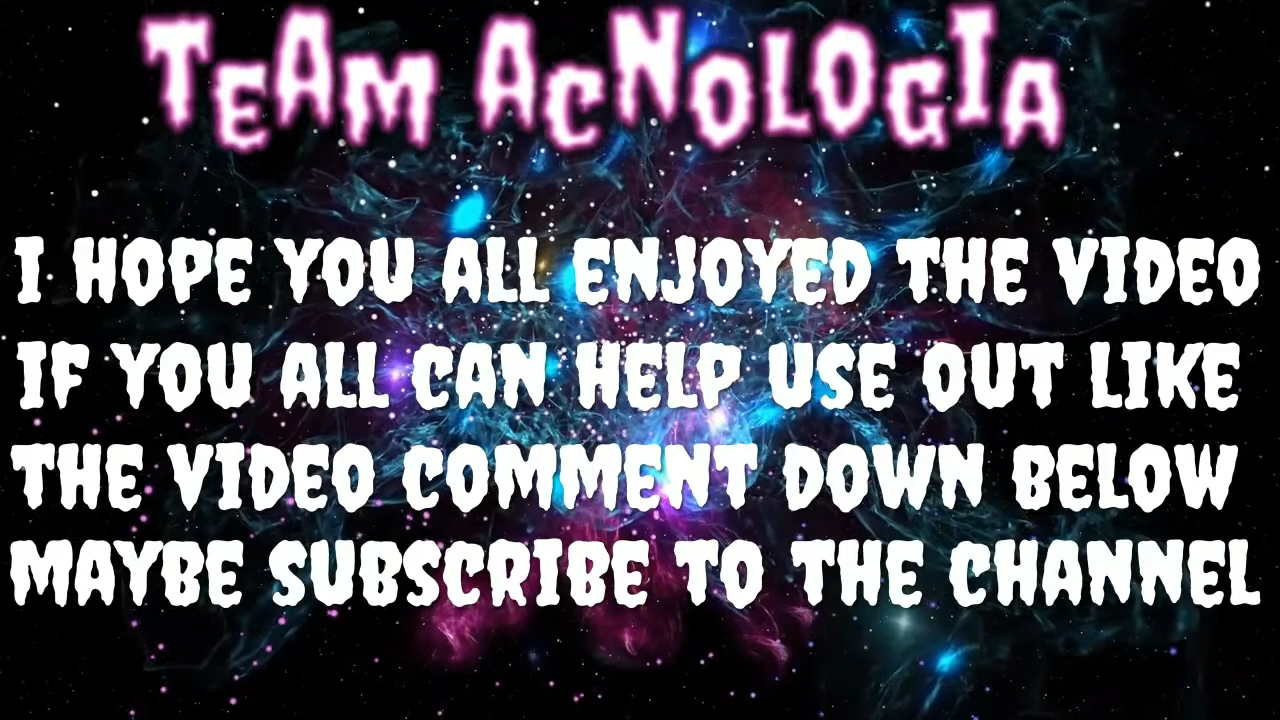 TEAM ACNOLOGIA
I HOPE YOU ALL ENJOYED THE VIDEO
IF YOU ALL CAN HELP USE OUT LIKE
THE VIDEO COMMENT DOWN BELOW
MAYBE SUBSCRIBE TO THE CHANNEL